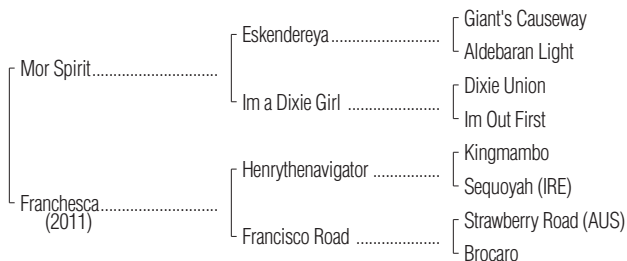 Giant's Causeway
Eskendereya
Aldebaran Light
Mor Spirit
Dixie Union
Im a Dixie Girl
Im Out First
Kingmambo
Henrythenavigator
Sequoyah (IRE)
Franchesca
(2011)
Strawberry Road (AUS)
Francisco Road
Brocaro